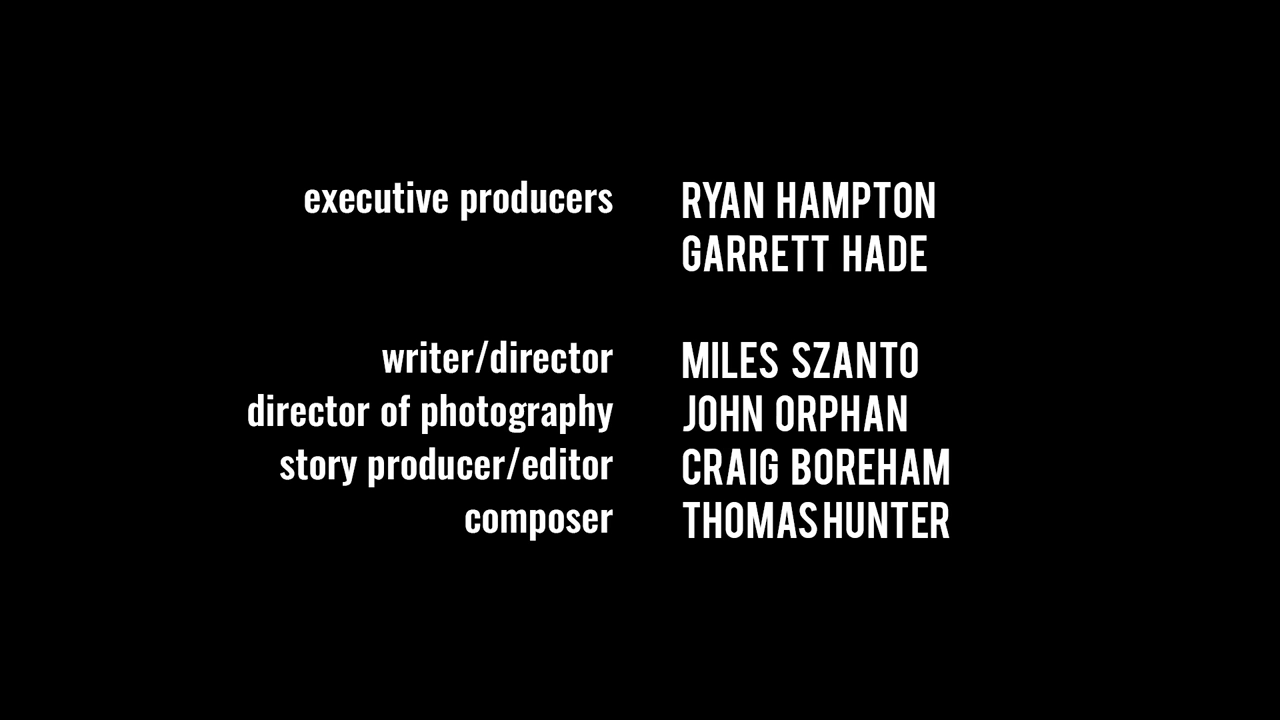 executive producers RYAN HAMPTON
GARRETT HADE
writer/director MILES SZANTO
director of photography JOHN ORPHAN
story producer/editor CRAIG BOREHAM
composer THOMAS HUNTER